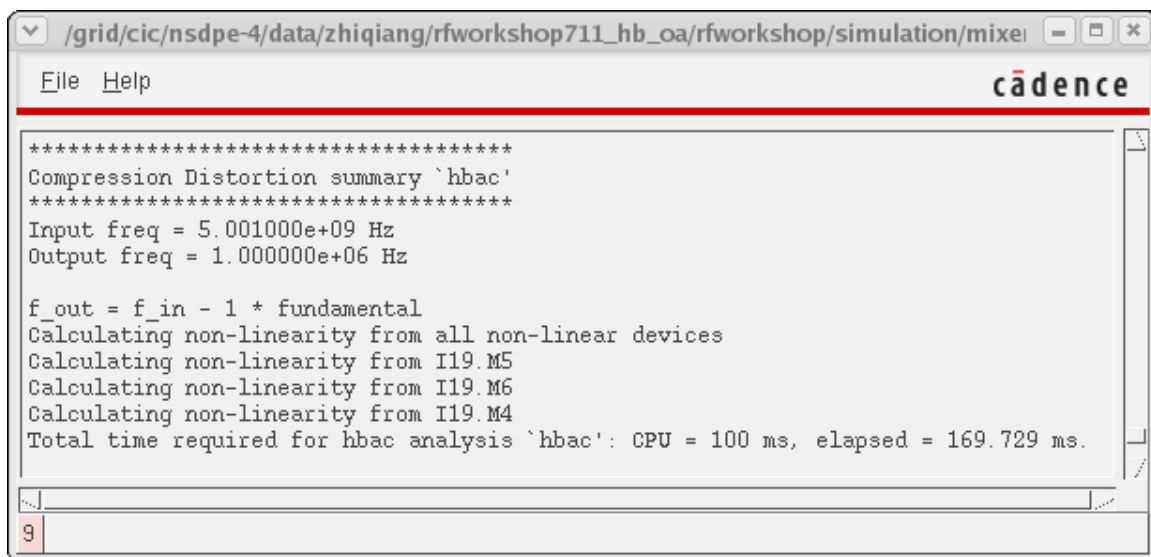 /grid/cic/nsdpe-4/data/zhiqiang/rfworkshop711_hb_oa/rfworkshop/simulation/mixer
File Help
cādence
*************************************
Compression Distortion summary `hbac'
*************************************
Input freq = 5.001000e+09 Hz
Output freq = 1.000000e+06 Hz
f_out = f_in - 1 * fundamental
Calculating non-linearity from all non-linear devices
Calculating non-linearity from I19.M5
Calculating non-linearity from I19.M6
Calculating non-linearity from I19.M4
Total time required for hbac analysis `hbac': CPU = 100 ms, elapsed = 169.729 ms.
9